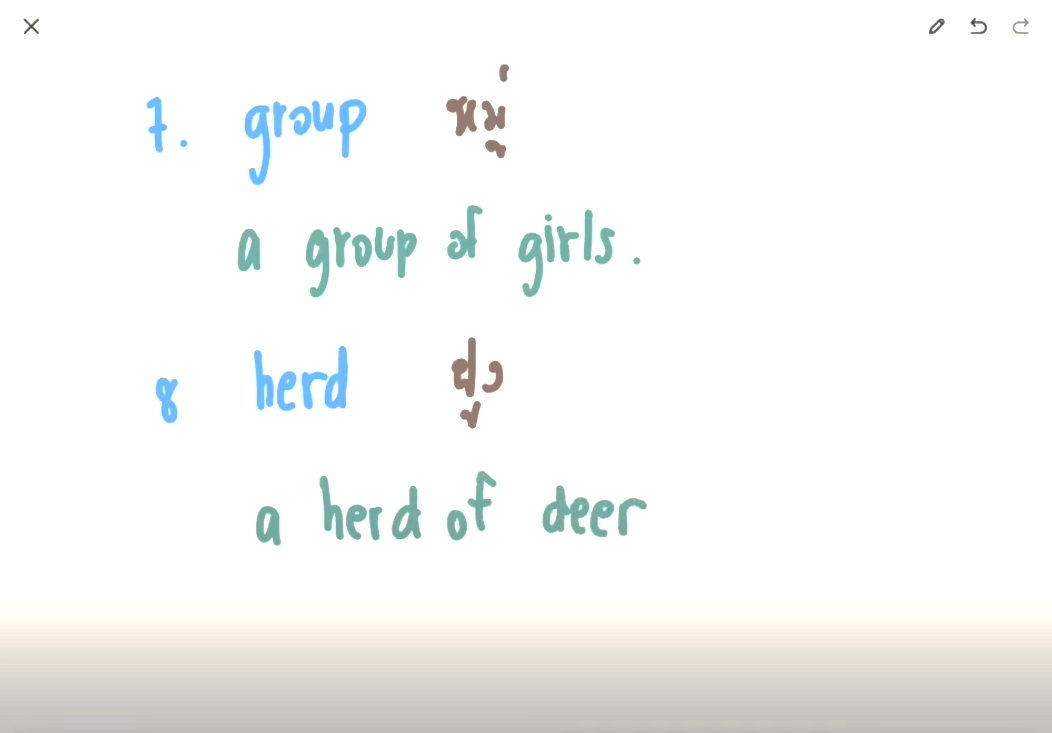 7. group หมู่
a group of girls.
8 herd ฝูง
a herd of deer